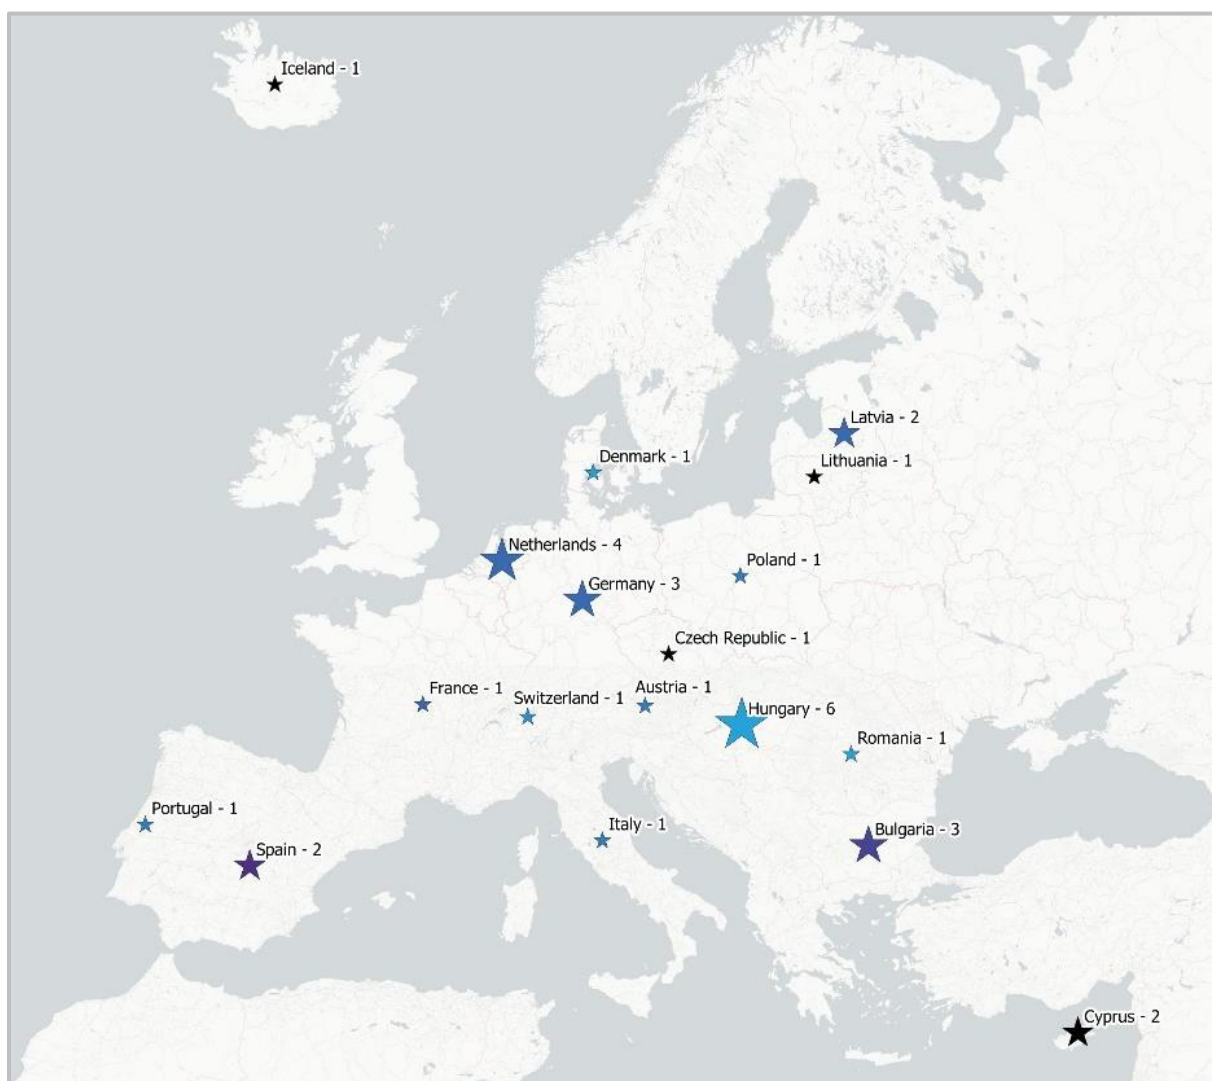 Iceland - 1
Latvia - 2
Lithuania - 1
Denmark - 1
Netherlands - 4
Poland - 1
Germany - 3
Czech Republic - 1
France - 1
Switzerland - 1
Austria - 1
Hungary - 6
Romania - 1
Portugal - 1
Spain - 2
Italy - 1
Bulgaria - 3
Cyprus - 2